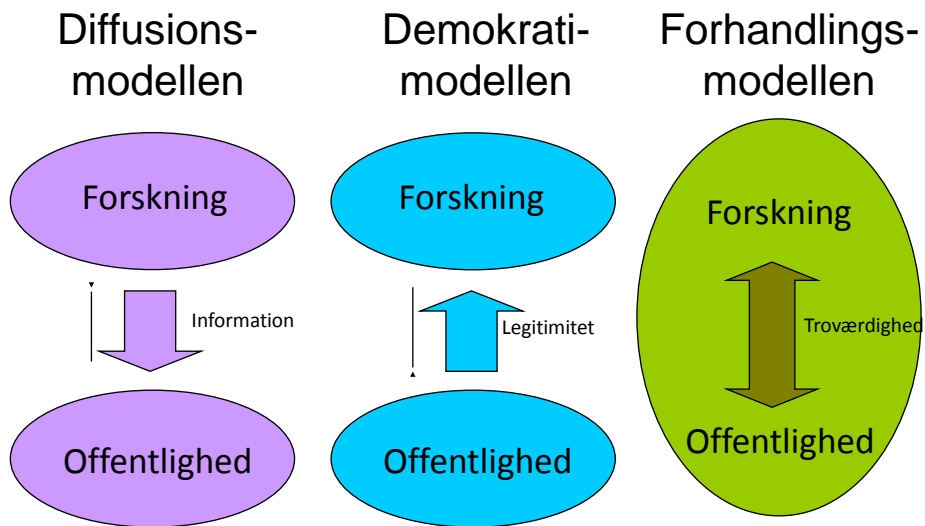 Diffusions-
modellen
Forskning
Information
Offentlighed
Demokrati-
modellen
Forskning
Legitimitet
Offentlighed
Forhandlings-
modellen
Forskning
Troværdighed
Offentlighed